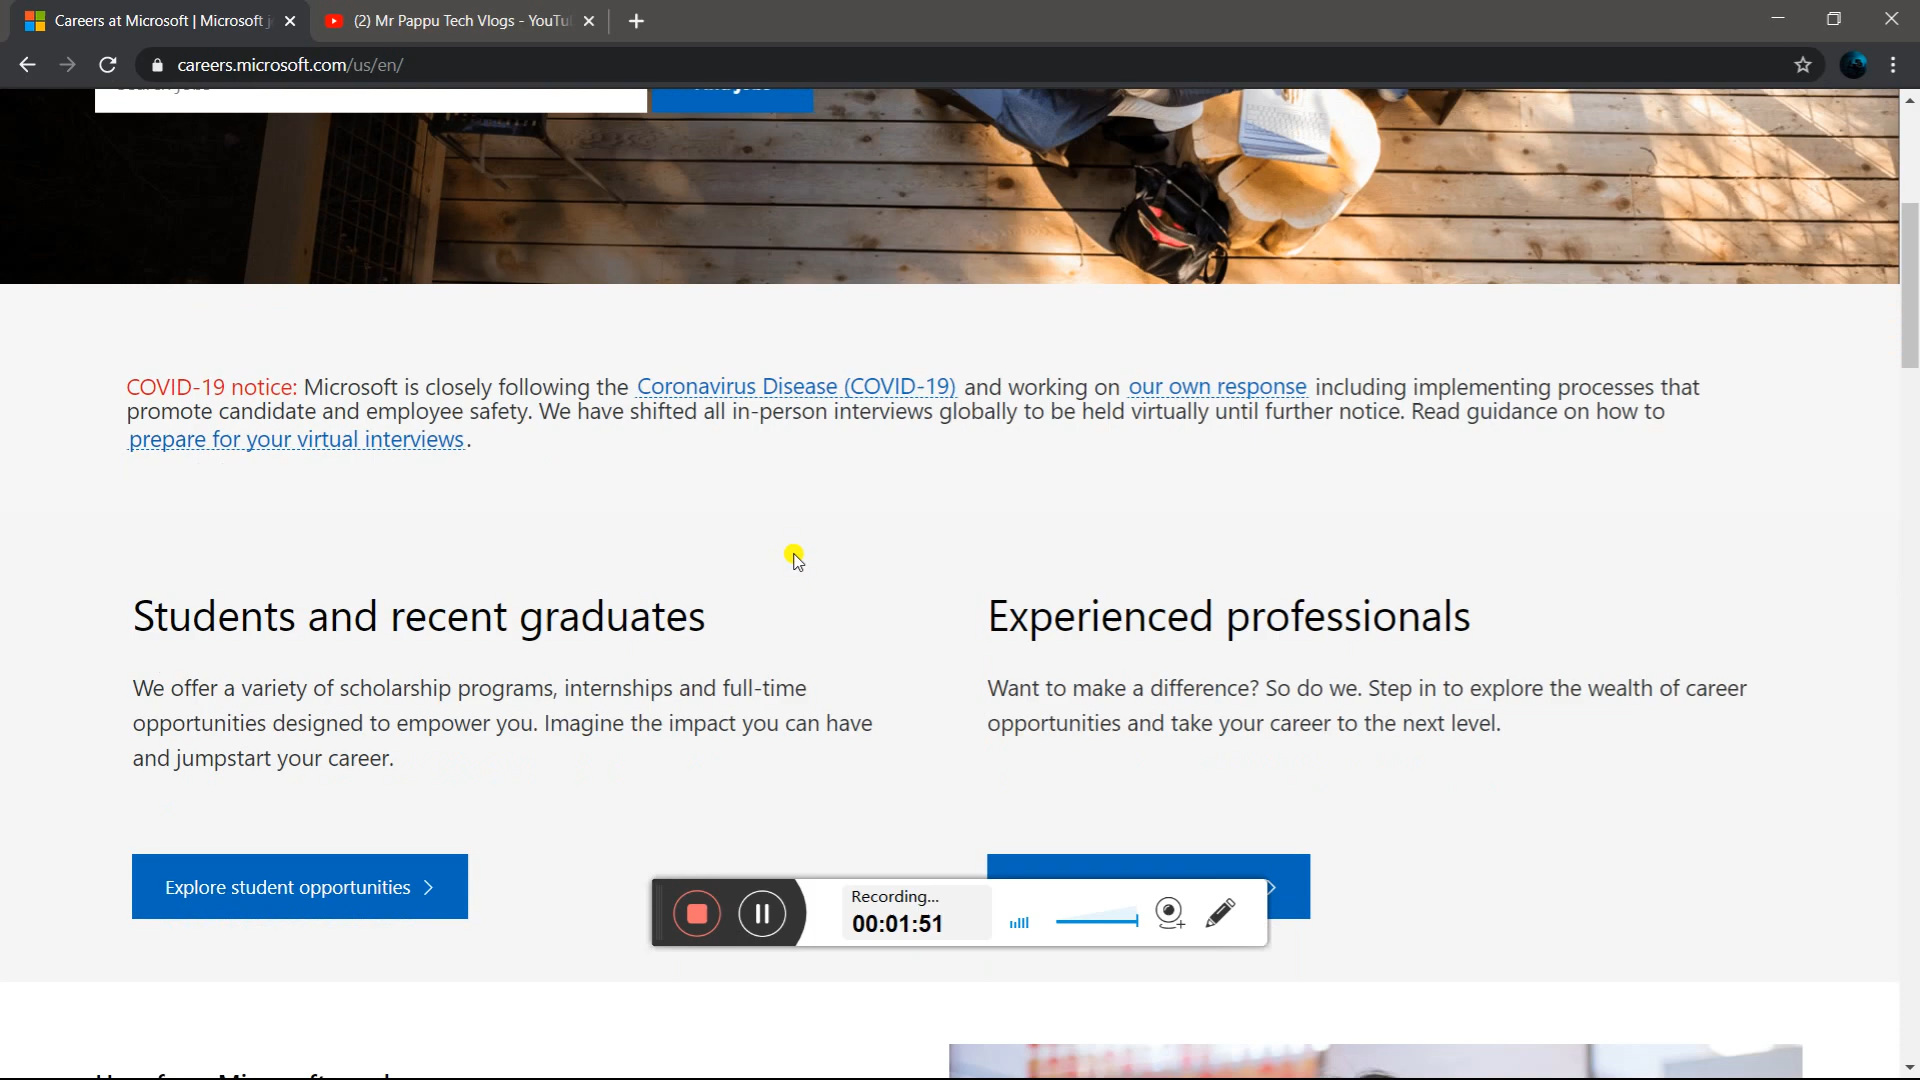 Careers at Microsoft | Microsoft j
(2) Mr Pappu Tech Vlogs - YouTu
careers.microsoft.com/us/en/
COVID-19 notice: Microsoft is closely following the Coronavirus Disease (COVID-19) and working on our own response including implementing processes that
promote candidate and employee safety. We have shifted all in-person interviews globally to be held virtually until further notice. Read guidance on how to
prepare for your virtual interviews.
Students and recent graduates
We offer a variety of scholarship programs, internships and full-time
opportunities designed to empower you. Imagine the impact you can have
and jumpstart your career.
Explore student opportunities
Experienced professionals
Want to make a difference? So do we. Step in to explore the wealth of career
opportunities and take your career to the next level.
Recording...
00:01:51